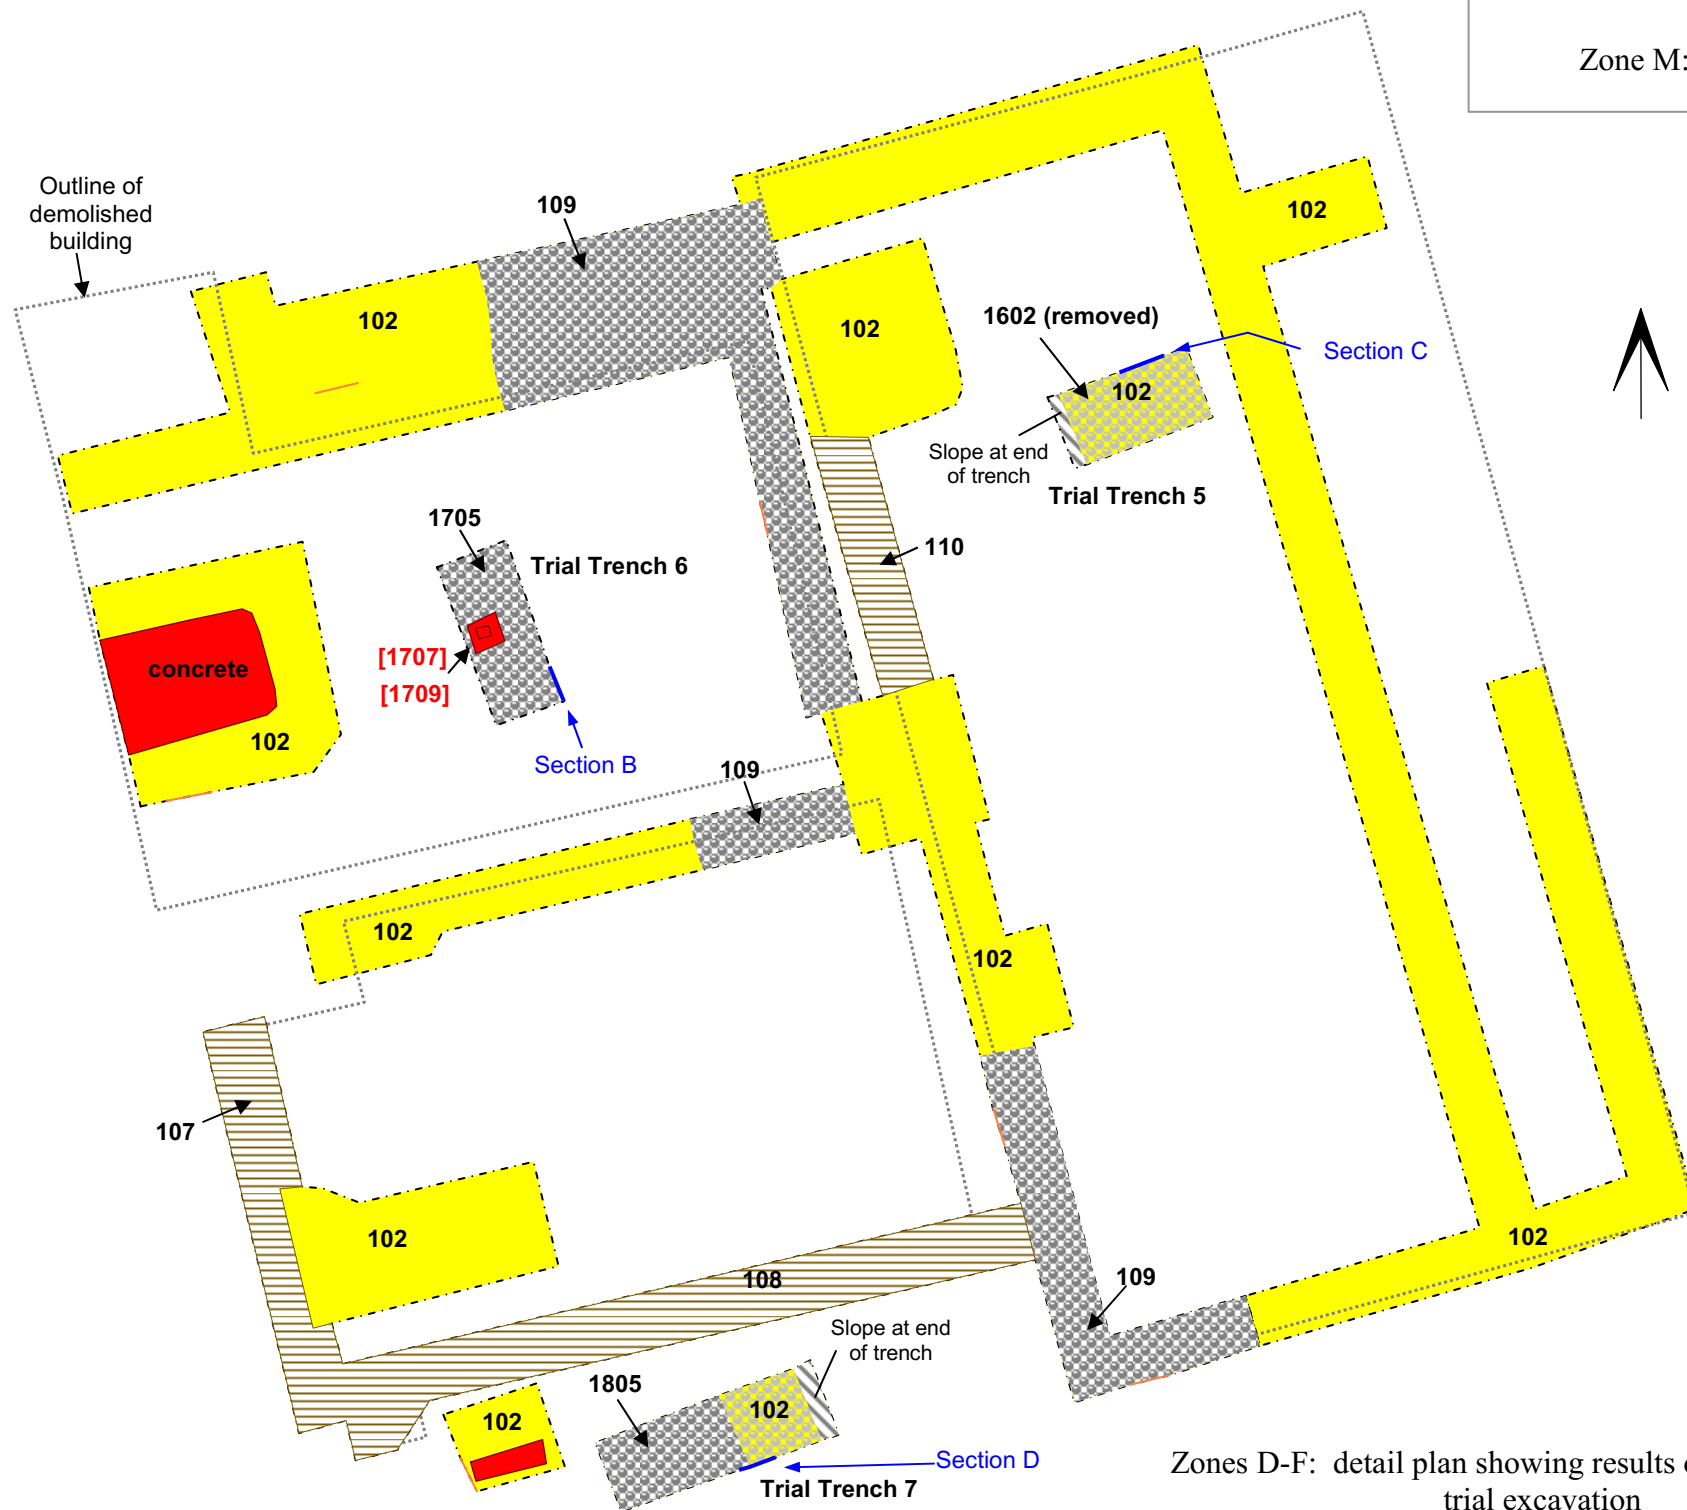 Zone M:
Outline of
demolished
building
109
102
102
102
1602 (removed)
Section C
102
Slope at end
of trench
Trial Trench 5
1705
Trial Trench 6
110
[1707]
[1709]
concrete
102
Section B
109
102
102
107
102
108
102
109
Slope at end
of trench
1805
102
102
Section D
Trial Trench 7
Zones D-F: detail plan showing results
trial excavation